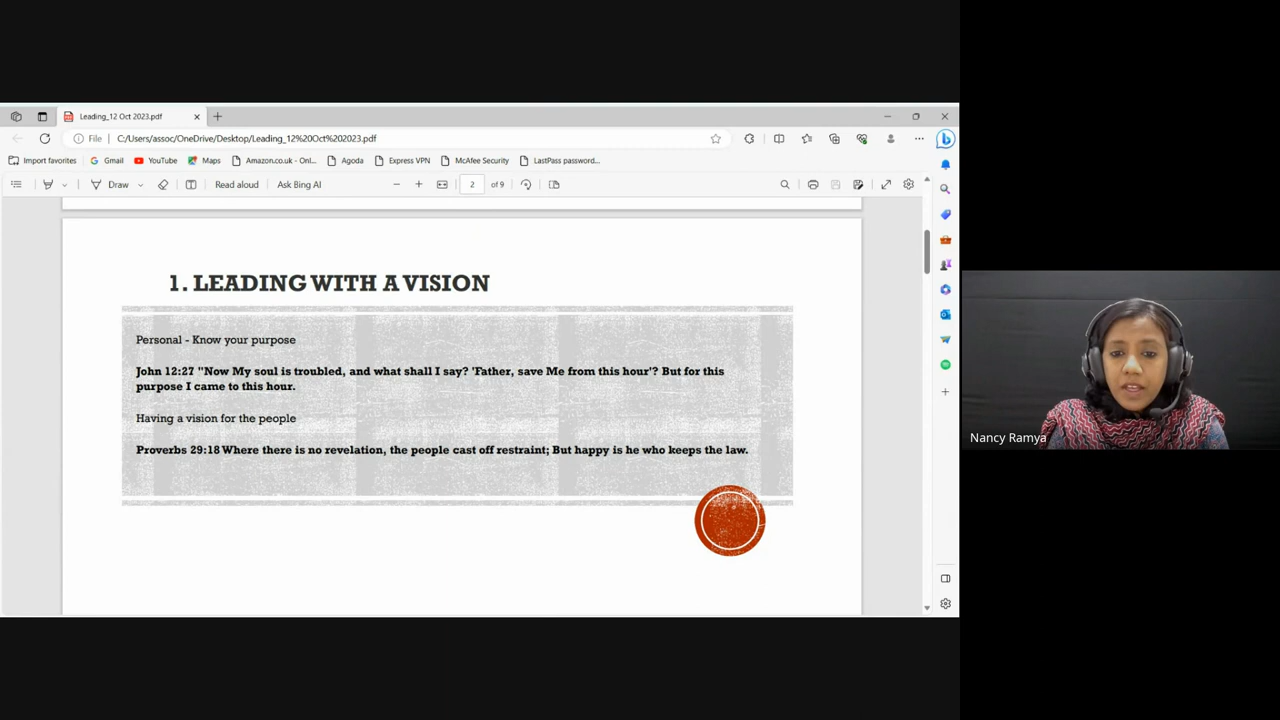 Leading_12 Oct 2023.pdf
File C:/Users/assoc/OneDrive/Desktop/Leading_12%20Oct%202023.pdf
Import favorites Gmail YouTube Maps Amazon.co.uk - Onl... Agoda Express VPN McAfee Security LastPass password...
Draw Read aloud Ask Bing AI 2 of 9
1. LEADING WITH A VISION
Personal - Know your purpose
John 12:27 "Now My soul is troubled, and what shall I say? 'Father, save Me from this hour'? But for this
purpose I came to this hour.
Having a vision for the people
Proverbs 29:18 Where there is no revelation, the people cast off restraint; But happy is he who keeps the law.
Nancy Ramya